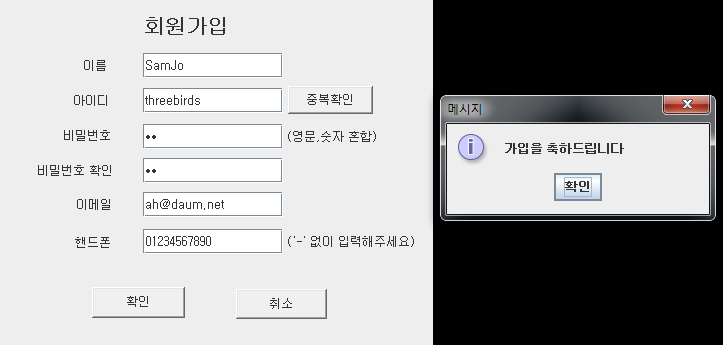 회원가입
이름 SamJo
아이디 threebirds 중복확인
비밀번호 •• (영문,숫자 혼합)
비밀번호 확인 ••
이메일 ah@daum.net
핸드폰 01234567890 ('-' 없이 입력해주세요)
확인 취소
메시지
가입을 축하드립니다
확인